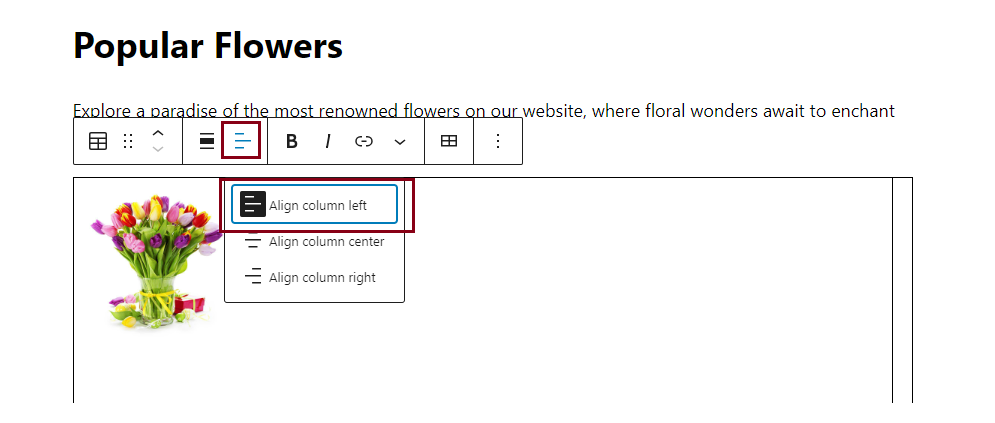 Popular Flowers
Explore a paradise of the most renowned flowers on our website, where floral wonders await to enchant
B I
Align column left
Align column center
Align column right